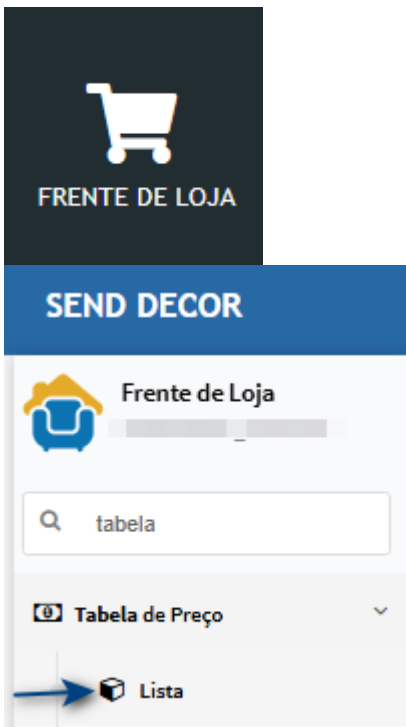 FRENTE DE LOJA
SEND DECOR
Frente de Loja
tabela
Tabela de Preço
Lista